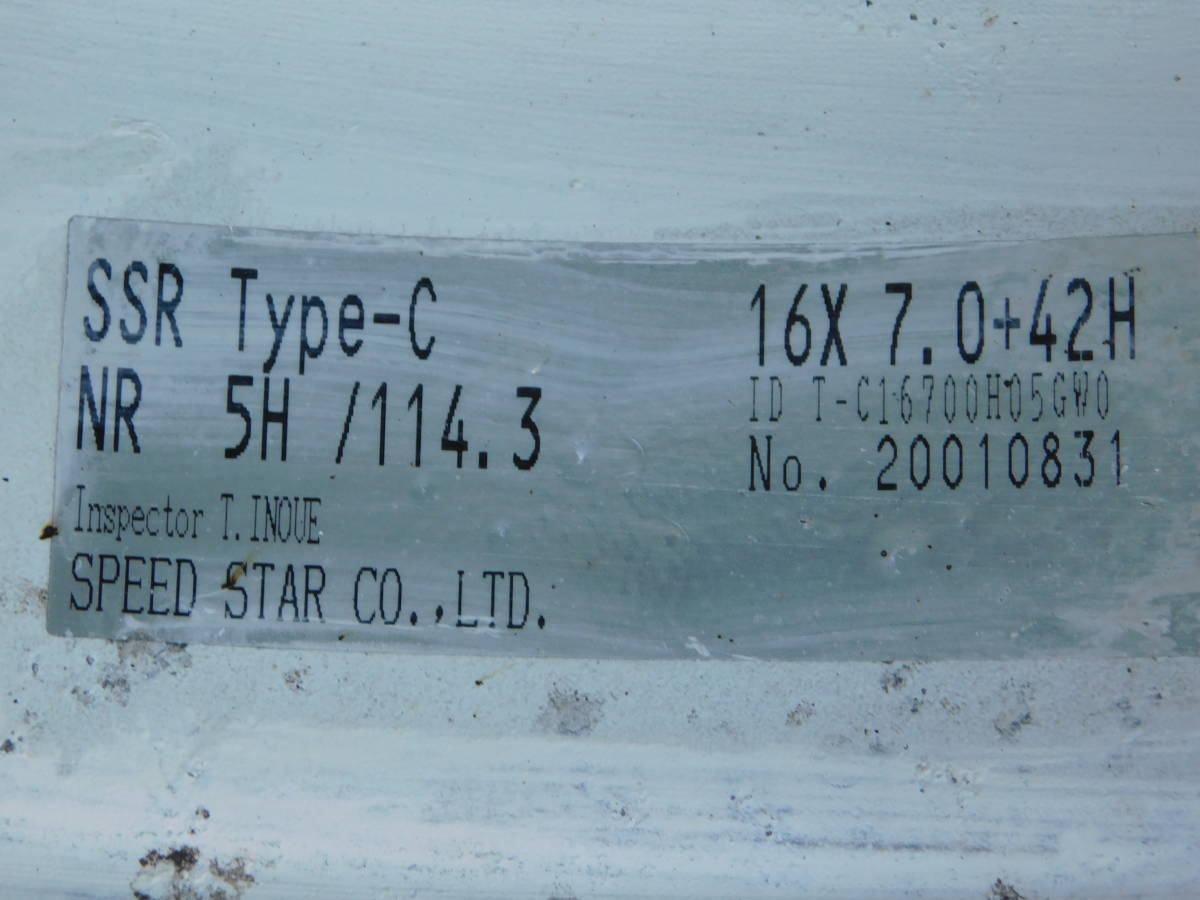 SSR Type-C
16X 7.0+42H
NR 5H /114.3
ID T-C16700H05GW0
No. 20010831
Inspector T.INOUE
SPEED STAR CO.,LTD.